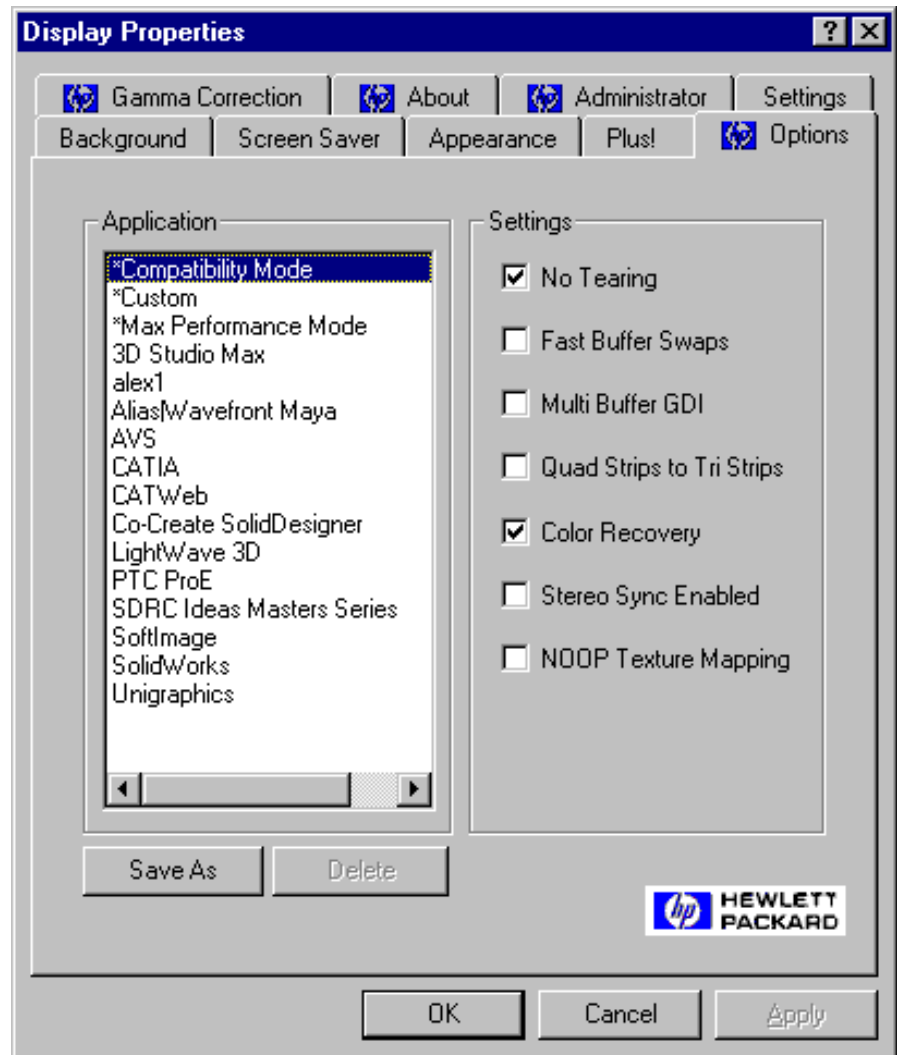 Display Properties
Gamma Correction
About
Administrator
Settings
Background
Screen Saver
Appearance
Plus!
Options
Application
*Compatibility Mode
*Custom
*Max Performance Mode
3D Studio Max
alex1
Alias|Wavefront Maya
AVS
CATIA
CATWeb
Co-Create SolidDesigner
LightWave 3D
PTC ProE
SDRC Ideas Masters Series
SoftImage
SolidWorks
Unigraphics
Settings
No Tearing
Fast Buffer Swaps
Multi Buffer GDI
Quad Strips to Tri Strips
Color Recovery
Stereo Sync Enabled
NOOP Texture Mapping
Save As
Delete
hp
HEWLETT
PACKARD
OK
Cancel
Apply